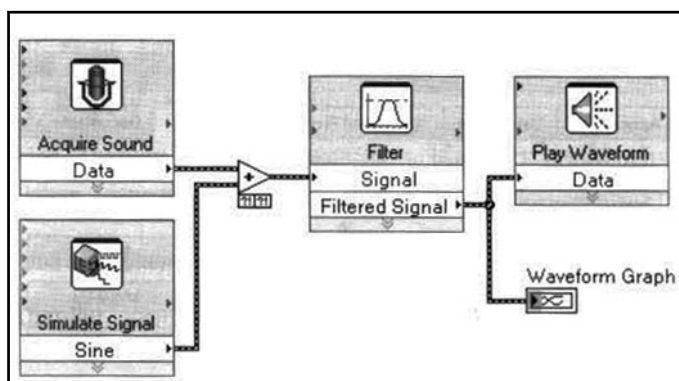 Acquire Sound
Data
Simulate Signal
Sine
Filter
Signal
Filtered Signal
Play Waveform
Data
Waveform Graph